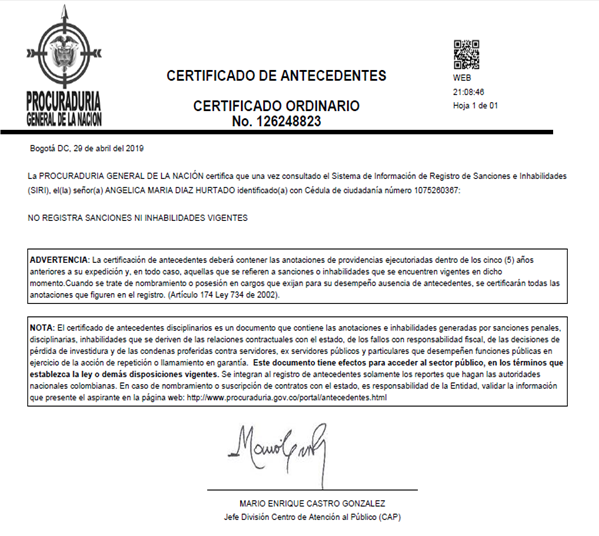 PROCURADURIA
GENERAL DE LA NACION
CERTIFICADO DE ANTECEDENTES
CERTIFICADO ORDINARIO
No. 126248823
WEB
21:08:46
Hoja 1 de 01
Bogotá DC, 29 de abril del 2019
La PROCURADURIA GENERAL DE LA NACIÓN certifica que una vez consultado el Sistema de Información de Registro de Sanciones e Inhabilidades
(SIRI), el(la) señor(a) ANGELICA MARIA DIAZ HURTADO identificado(a) con Cédula de ciudadanía número 1075260367:
NO REGISTRA SANCIONES NI INHABILIDADES VIGENTES
ADVERTENCIA: La certificación de antecedentes deberá contener las anotaciones de providencias ejecutoriadas dentro de los cinco (5) años
anteriores a su expedición y, en todo caso, aquellas que se refieren a sanciones o inhabilidades que se encuentren vigentes en dicho
momento.Cuando se trate de nombramiento o posesión en cargos que exijan para su desempeño ausencia de antecedentes, se certificarán todas las
anotaciones que figuren en el registro. (Artículo 174 Ley 734 de 2002).
NOTA: El certificado de antecedentes disciplinarios es un documento que contiene las anotaciones e inhabilidades generadas por sanciones penales,
disciplinarias, inhabilidades que se deriven de las relaciones contractuales con el estado, de los fallos con responsabilidad fiscal, de las decisiones de
pérdida de investidura y de las condenas proferidas contra servidores, ex servidores públicos y particulares que desempeñen funciones públicas en
ejercicio de la acción de repetición o llamamiento en garantía. Este documento tiene efectos para acceder al sector público, en los términos que
establezca la ley o demás disposiciones vigentes. Se integran al registro de antecedentes solamente los reportes que hagan las autoridades
nacionales colombianas. En caso de nombramiento o suscripción de contratos con el estado, es responsabilidad de la Entidad, validar la información
que presente el aspirante en la página web: http://www.procuraduria.gov.co/portal/antecedentes.html
MARIO ENRIQUE CASTRO GONZALEZ
Jefe División Centro de Atención al Público (CAP)